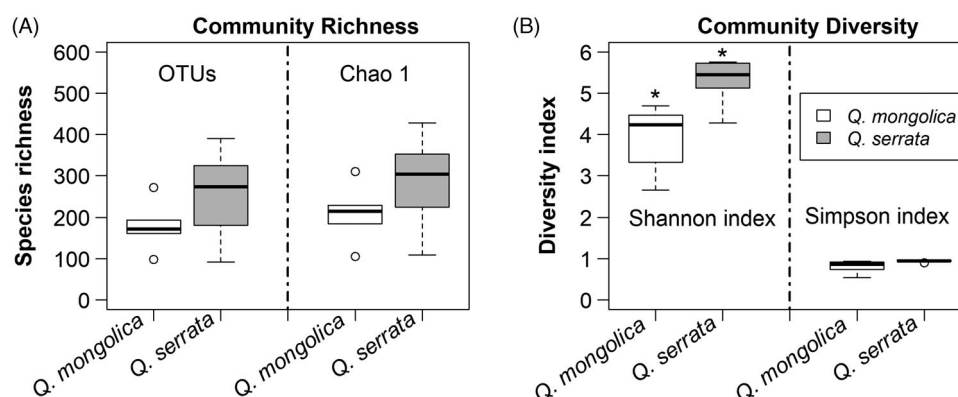 (A) Community Richness
Species richness
600
500
400
300
200
100
0
OTUs
Chao 1
Q. mongolica
Q. serrata
Q. mongolica
Q. serrata
(B) Community Diversity
Diversity index
6
5
4
3
2
1
0
*
*
Q. mongolica
Q. serrata
Shannon index
Simpson index
Q. mongolica
Q. serrata
Q. mongolica
Q. serrata